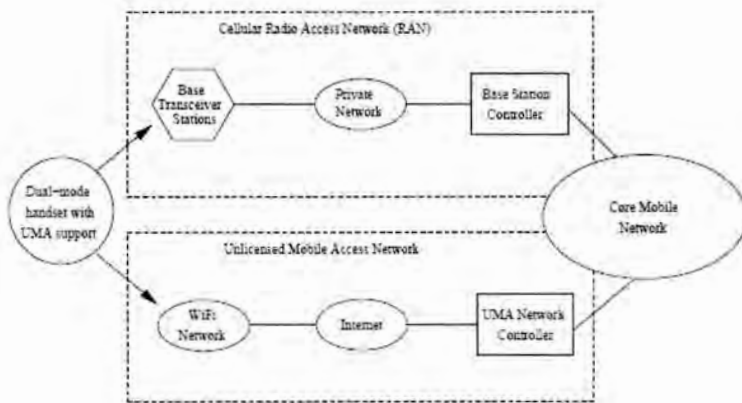 Cellular Radio Access Network (RAN)
Base
Transceiver
Stations
Private
Network
Base Station
Controller
Dual-mode
handset with
UMA support
Core Mobile
Network
Unlicensed Mobile Access Network
WiFi
Network
Internet
UMA Network
Controller